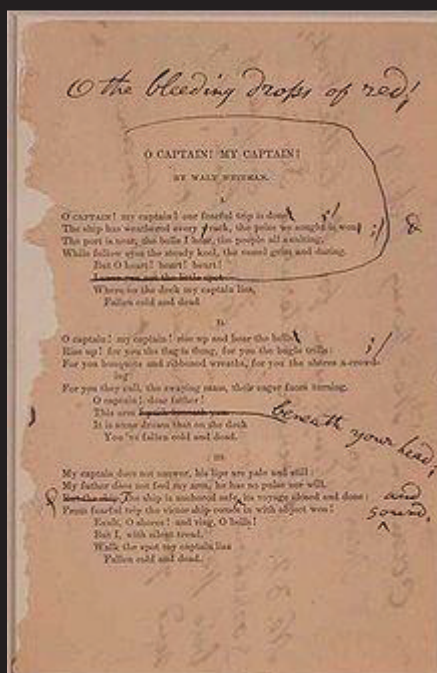 O the bleeding drops of red!
O CAPTAIN! MY CAPTAIN!
BY WALT WHITMAN.
I.
O CAPTAIN! my captain! our fearful trip is done
The ship has weathered every rack, the prize we sought is won
The port is near, the bells I hear, the people all exulting,
While follow eyes the steady keel, the vessel grim and daring.
But O heart! heart! heart!
Where on the deck my captain lies,
Fallen cold and dead.
II.
O captain! my captain! rise up and hear the bells
Rise up! for you the flag is flung, for you the bugle trills:
For you bouquets and ribboned wreaths, for you the shores a-crowd-
ing:
For you they call, the swaying mass, their eager faces turning.
O captain! dear father!
This arm
beneath your head;
It is some dream that on the deck
You 've fallen cold and dead.
III.
My captain does not answer, his lips are pale and still:
My father does not feel my arm, he has no pulse nor will.
The ship is anchored safe, its voyage closed and done:
and
sound,
From fearful trip the victor ship comes in with object won!
Exult, O shores! and ring, O bells!
But I, with silent tread,
Walk the spot my captain lies
Fallen cold and dead.